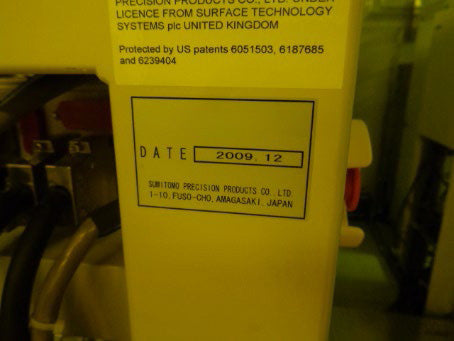 PRECISION PRODUCTS CO., LTD. UNDER
LICENCE FROM SURFACE TECHNOLOGY
SYSTEMS plc UNITED KINGDOM
Protected by US patents 6051503, 6187685
and 6239404
DATE 2009. 12
SUMITOMO PRECISION PRODUCTS CO., LTD.
1-10, FUSO-CHO, AMAGASAKI, JAPAN